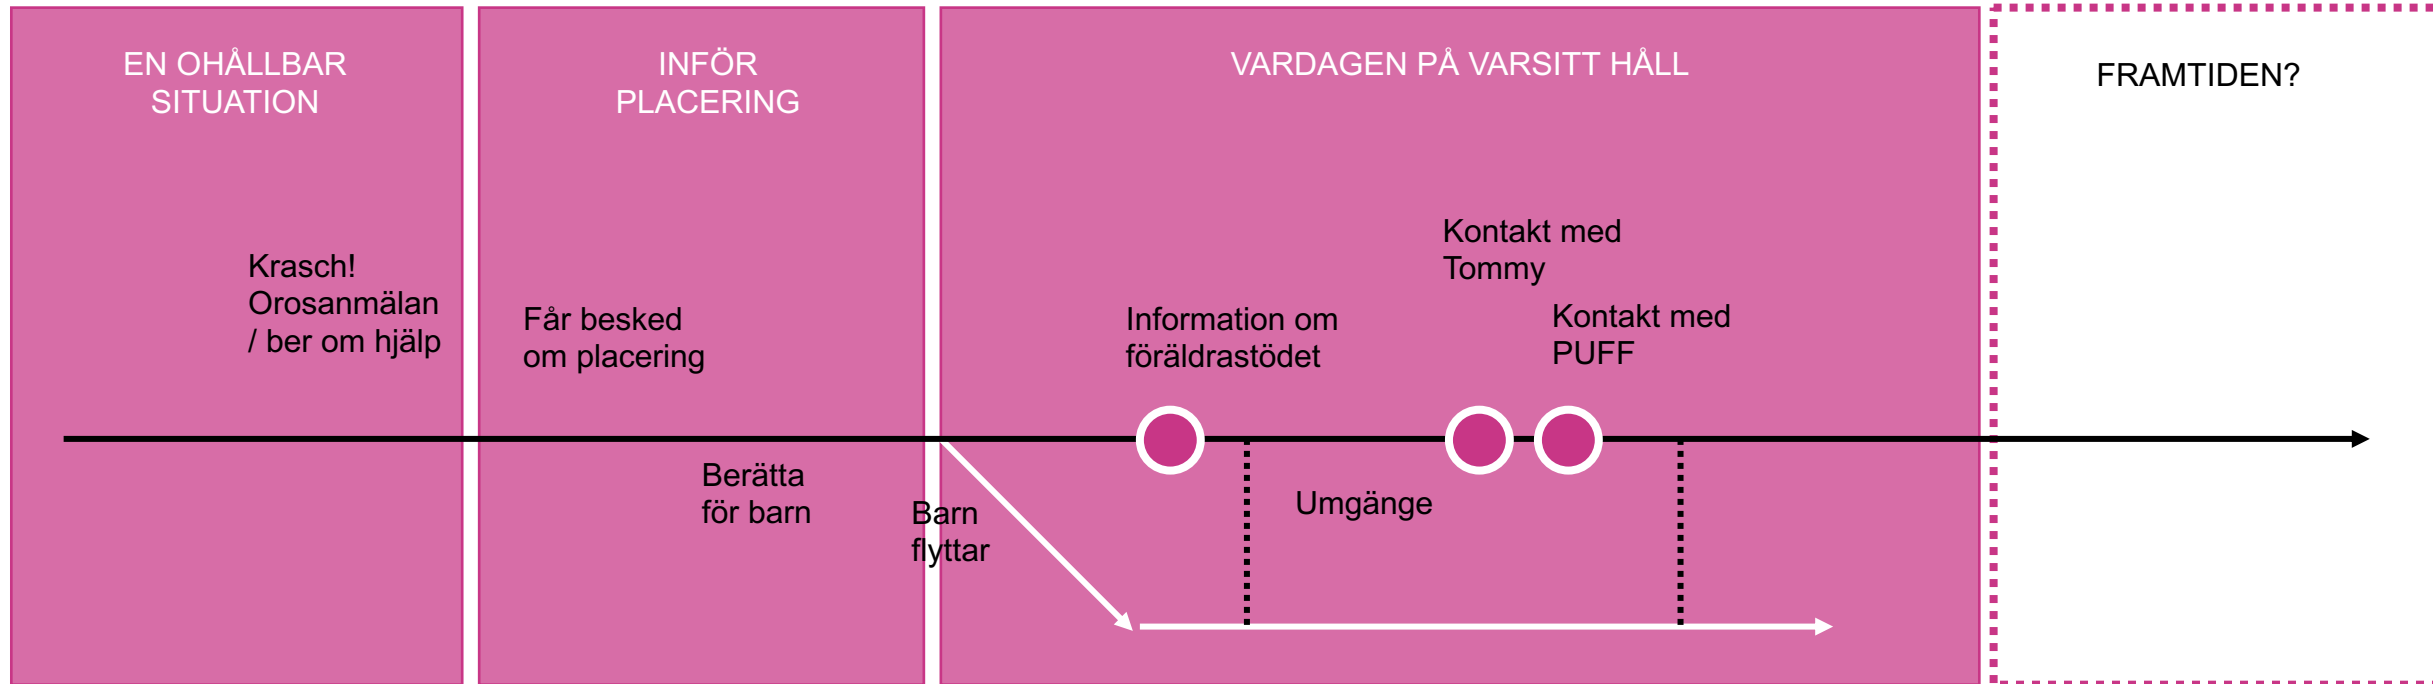 EN OHÅLLBAR
SITUATION
INFÖR
PLACERING
VARDAGEN PÅ VARSITT HÅLL
FRAMTIDEN?
Krasch!
Orosanmälan
/ ber om hjälp
Får besked
om placering
Berätta
för barn
Barn
flyttar
Information om
föräldrastödet
Umgänge
Kontakt med
Tommy
Kontakt med
PUFF